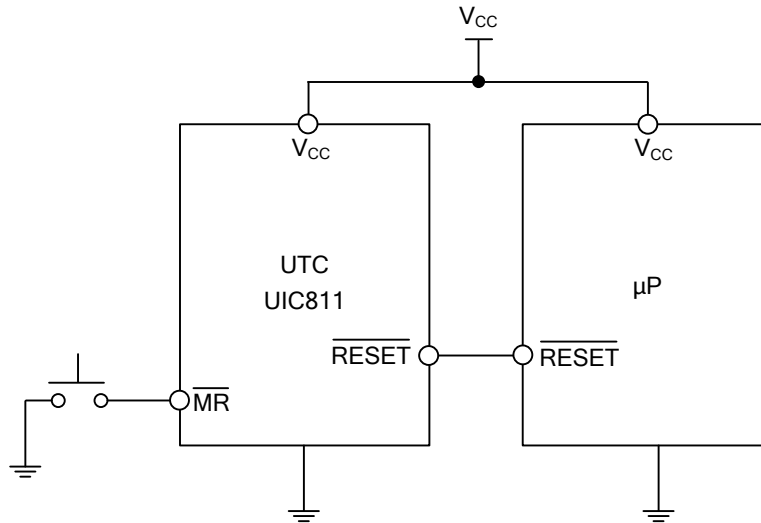 VCC
VCC
VCC
UTC
UIC811
µP
RESET
RESET
MR